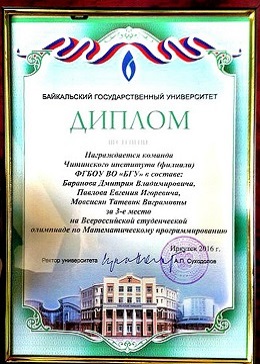 БАЙКАЛЬСКИЙ ГОСУДАРСТВЕННЫЙ УНИВЕРСИТЕТ
ДИПЛОМ
III СТЕПЕНИ
Награждается команда
Читинского института (филиала)
ФГБОУ ВО «БГУ» в составе:
Баранова Дмитрия Владимировича,
Павлова Евгения Игоревича,
Мовсисян Татевик Ваграмовны
за 3-е место
на Всероссийской студенческой
олимпиаде по Математическому программированию
Иркутск 2016 г.
Ректор университета А.П. Суходолов